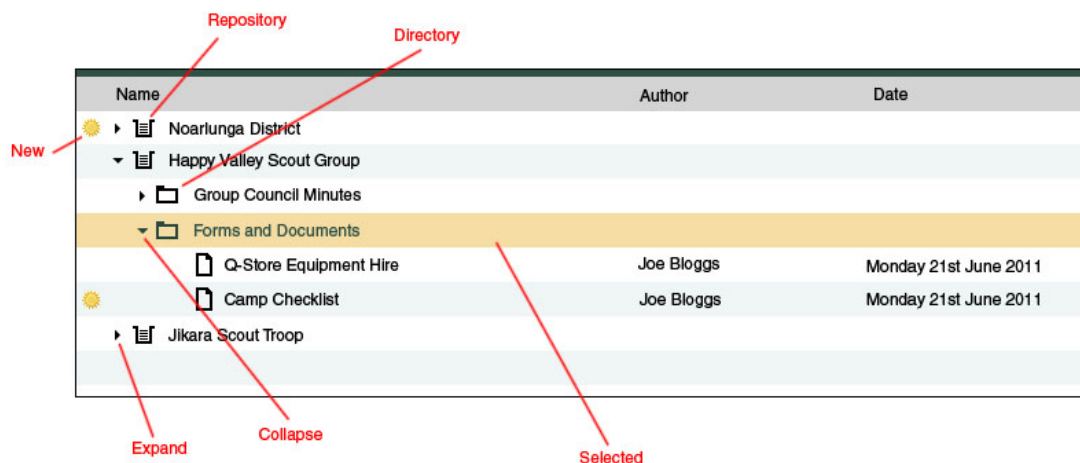 Repository
Directory
Name Author Date
Noarlunga District
New
Happy Valley Scout Group
Group Council Minutes
Forms and Documents
Q-Store Equipment Hire Joe Bloggs Monday 21st June 2011
Camp Checklist Joe Bloggs Monday 21st June 2011
Jikara Scout Troop
Expand
Collapse
Selected